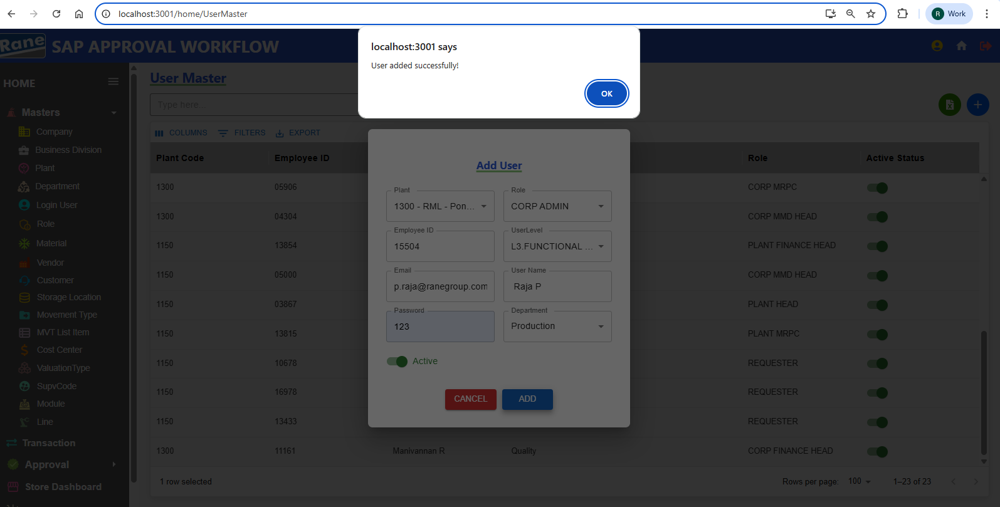 localhost:3001/home/UserMaster
R Work
localhost:3001 says
User added successfully!
OK
Rane
SAP APPROVAL WORKFLOW
HOME
Masters
Company
Business Division
Plant
Department
Login User
Role
Material
Vendor
Customer
Storage Location
Movement Type
MVT List Item
Cost Center
ValuationType
SupvCode
Module
Line
Transaction
Approval
Store Dashboard
User Master
Type here...
COLUMNS FILTERS EXPORT
Plant Code Employee ID Role Active Status
1300 05906 CORP MRPC
1300 04304 CORP MMD HEAD
1150 13854 PLANT FINANCE HEAD
1150 05000 CORP MMD HEAD
1150 03867 PLANT HEAD
1150 13815 PLANT MRPC
1150 10678 REQUESTER
1150 16978 REQUESTER
1150 13433 REQUESTER
1300 11161 Manivannan R Quality CORP FINANCE HEAD
1 row selected
Rows per page: 100 1–23 of 23
Add User
Plant Role
1300 - RML - Pon... CORP ADMIN
Employee ID UserLevel
15504 L3.FUNCTIONAL ...
Email User Name
p.raja@ranegroup.com Raja P
Password Department
123 Production
Active
CANCEL ADD